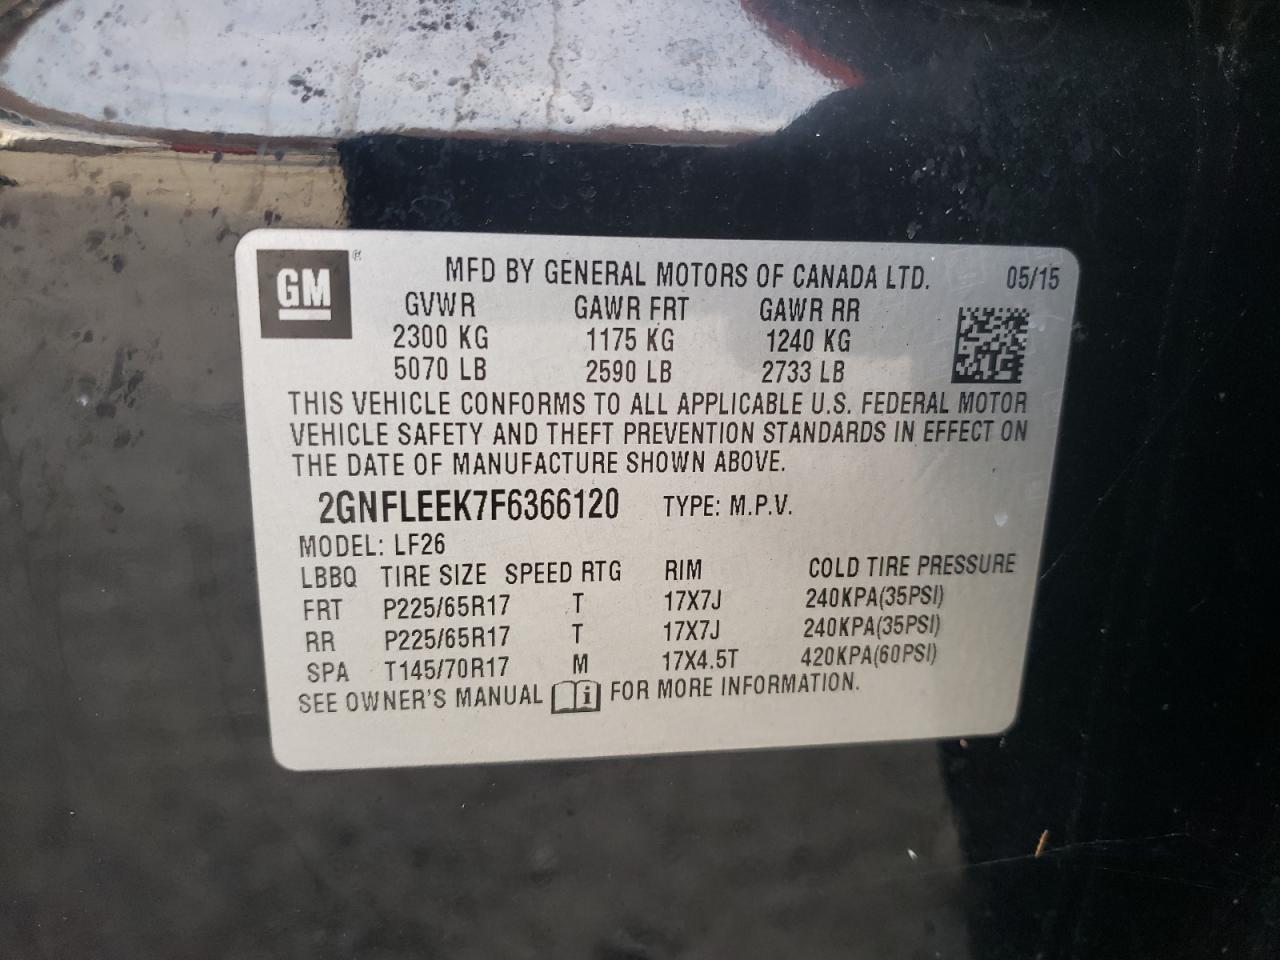 GM ® MFD BY GENERAL MOTORS OF CANADA LTD. 05/15
GVWR GAWR FRT GAWR RR
2300 KG 1175 KG 1240 KG
5070 LB 2590 LB 2733 LB
THIS VEHICLE CONFORMS TO ALL APPLICABLE U.S. FEDERAL MOTOR
VEHICLE SAFETY AND THEFT PREVENTION STANDARDS IN EFFECT ON
THE DATE OF MANUFACTURE SHOWN ABOVE.
2GNFLEEK7F6366120 TYPE: M.P.V.
MODEL: LF26
LBBQ TIRE SIZE SPEED RTG RIM COLD TIRE PRESSURE
FRT P225/65R17 T 17X7J 240KPA(35PSI)
RR P225/65R17 T 17X7J 240KPA(35PSI)
SPA T145/70R17 M 17X4.5T 420KPA(60PSI)
SEE OWNER'S MANUAL i FOR MORE INFORMATION.